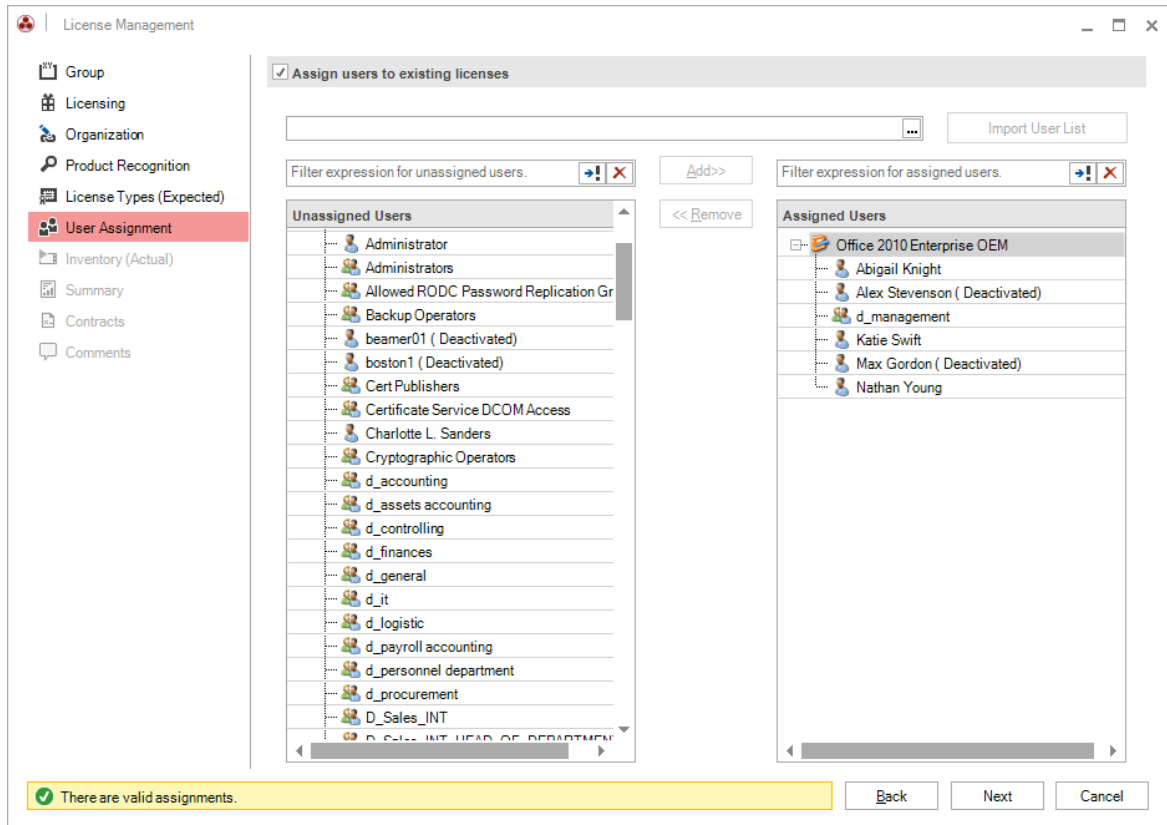 License Management
Group
Licensing
Organization
Product Recognition
License Types (Expected)
User Assignment
Inventory (Actual)
Summary
Contracts
Comments
Assign users to existing licenses
...
Import User List
Filter expression for unassigned users.
Add>>
Filter expression for assigned users.
<< Remove
Unassigned Users
Administrator
Administrators
Allowed RODC Password Replication Gr
Backup Operators
beamer01 ( Deactivated)
boston1 ( Deactivated)
Cert Publishers
Certificate Service DCOM Access
Charlotte L. Sanders
Cryptographic Operators
d_accounting
d_assets accounting
d_controlling
d_finances
d_general
d_it
d_logistic
d_payroll accounting
d_personnel department
d_procurement
D_Sales_INT
D_Sales_INT_HEAD_OF_DEPARTMENT
Assigned Users
Office 2010 Enterprise OEM
Abigail Knight
Alex Stevenson ( Deactivated)
d_management
Katie Swift
Max Gordon ( Deactivated)
Nathan Young
There are valid assignments.
Back
Next
Cancel